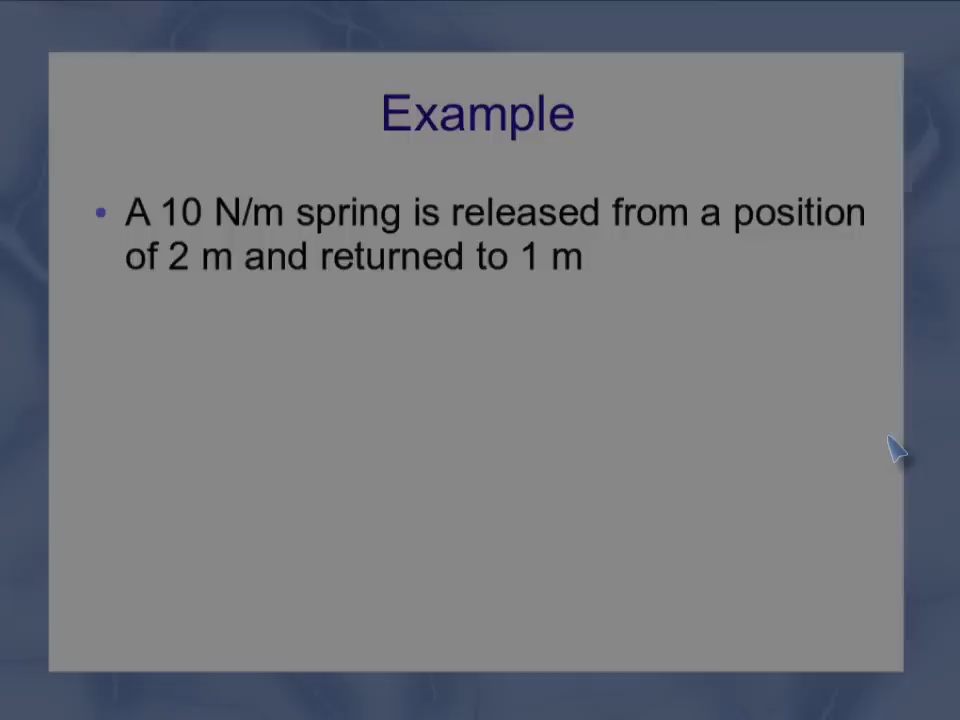 Example
• A 10 N/m spring is released from a position
of 2 m and returned to 1 m